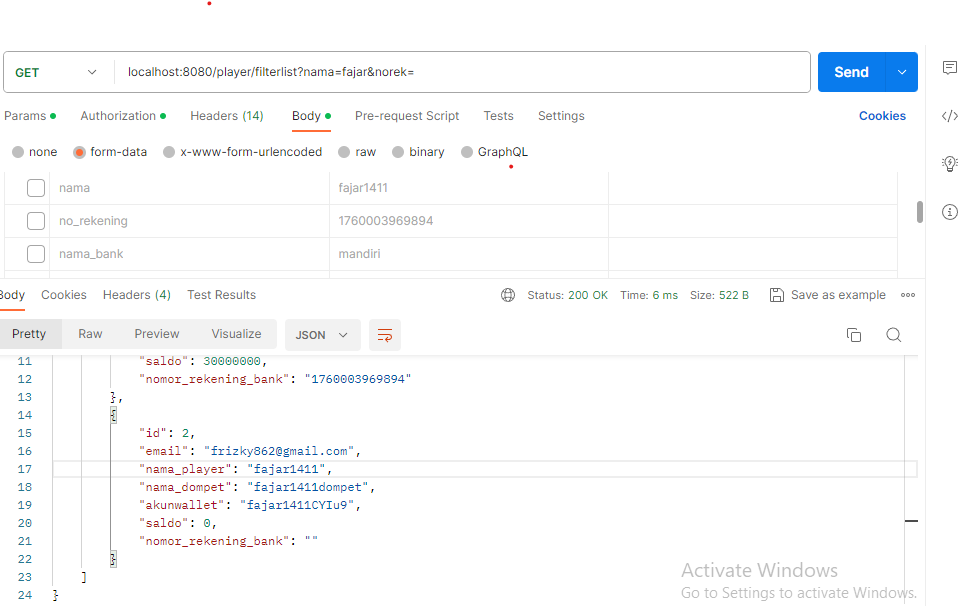 GET localhost:8080/player/filterlist?nama=fajar&norek= Send
Params Authorization Headers (14) Body Pre-request Script Tests Settings Cookies
none form-data x-www-form-urlencoded raw binary GraphQL
nama fajar1411
no_rekening 1760003969894
nama_bank mandiri
Body Cookies Headers (4) Test Results Status: 200 OK Time: 6 ms Size: 522 B Save as example
Pretty Raw Preview Visualize JSON
11 "saldo": 30000000,
12 "nomor_rekening_bank": "1760003969894"
13 },
14 {
15 "id": 2,
16 "email": "frizky862@gmail.com",
17 "nama_player": "fajar1411",
18 "nama_dompet": "fajar1411dompet",
19 "akunwallet": "fajar1411CYIu9",
20 "saldo": 0,
21 "nomor_rekening_bank": ""
22 }
23 ]
24 }
Activate Windows
Go to Settings to activate Windows.